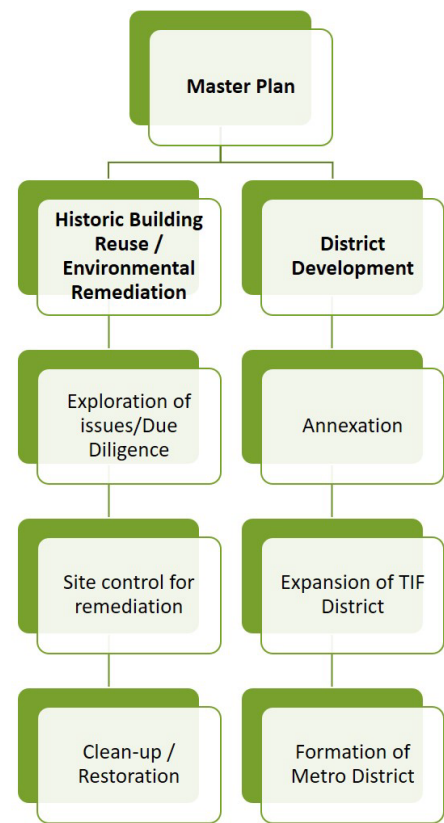 Master Plan
Historic Building
Reuse /
Environmental
Remediation
District
Development
Exploration of
issues/Due
Diligence
Annexation
Site control for
remediation
Expansion of TIF
District
Clean-up /
Restoration
Formation of
Metro District